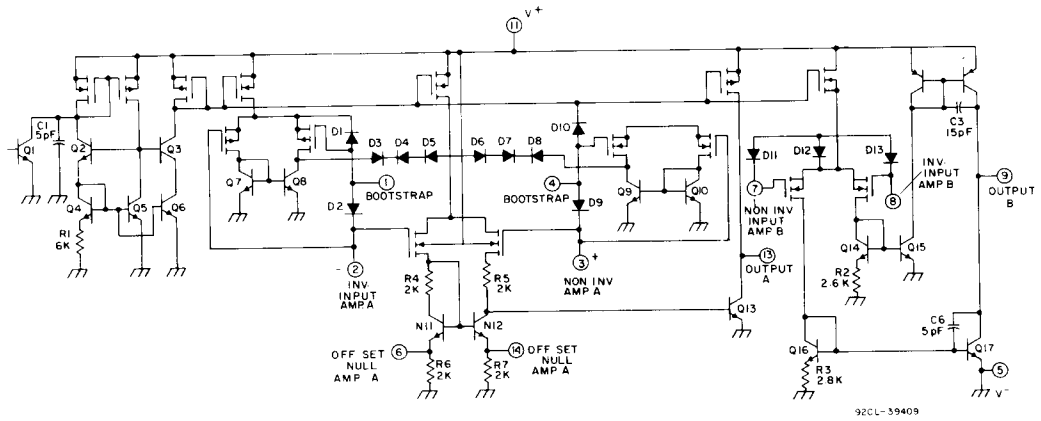 11 V+
C1
5pF
Q1
Q2
Q3
Q4
Q5
Q6
R1
6K
Q7
Q8
D1
D2
1
BOOTSTRAP
- 2
INV.
INPUT
AMP.A
D3 D4 D5 D6 D7 D8
4
BOOTSTRAP
D10
D9
3 +
NON INV
AMP. A
Q9
Q10
R4
2K
R5
2K
N11
N12
6
OFF SET
NULL
AMP A
14 OFF SET
NULL
AMP A
R6
2K
R7
2K
13
OUTPUT
A
Q13
D11
D12
D13
7
NON INV
INPUT
AMP.B
INV.
INPUT
AMP.B
8
C3
15pF
9
OUTPUT
B
Q14
Q15
R2
2.6K
Q16
R3
2.8K
C6
5pF
Q17
5
V-
92CL-39409